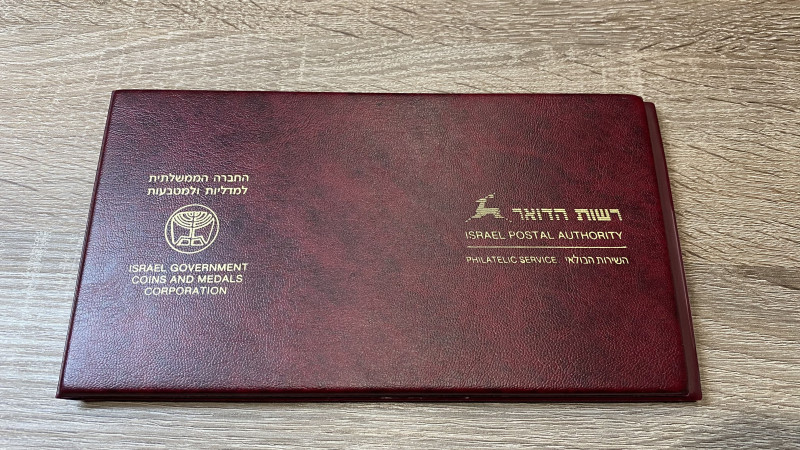 החברה הממשלתית
למדליות ולמטבעות
ISRAEL GOVERNMENT
COINS AND MEDALS
CORPORATION
רשות הדואר
ISRAEL POSTAL AUTHORITY
PHILATELIC SERVICE השירות הבולאי